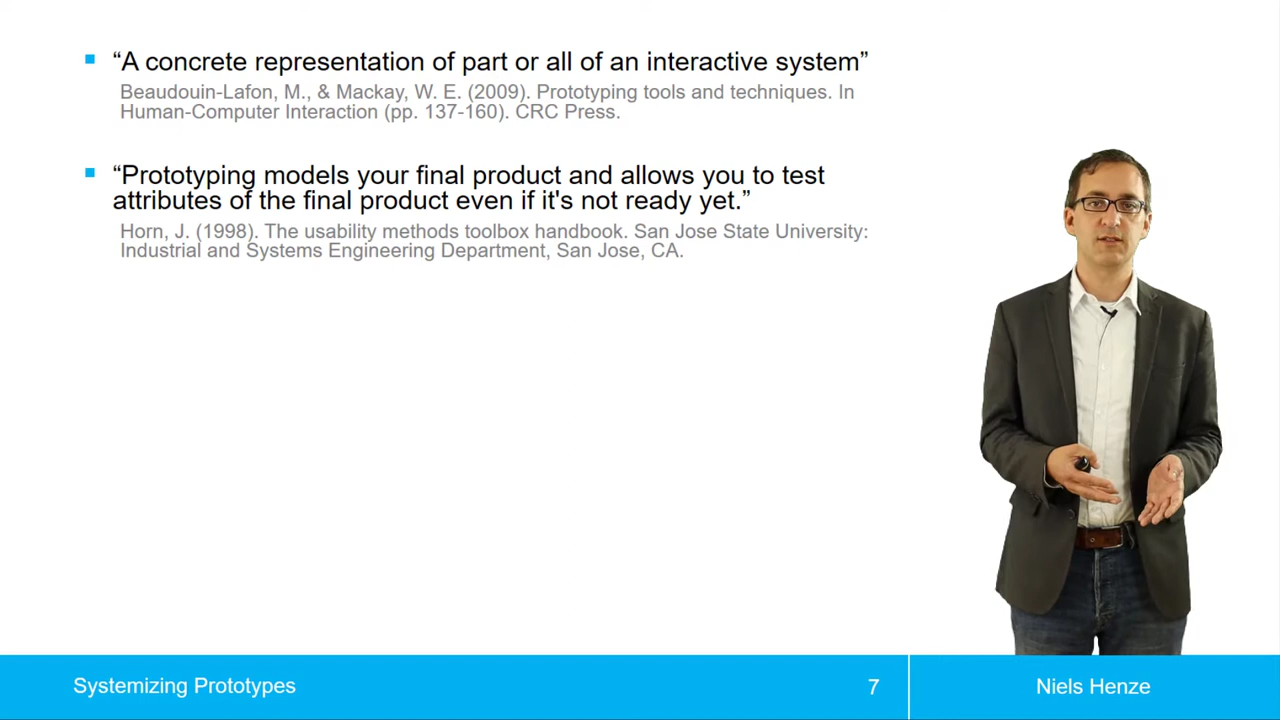 “A concrete representation of part or all of an interactive system”
Beaudouin-Lafon, M., & Mackay, W. E. (2009). Prototyping tools and techniques. In
Human-Computer Interaction (pp. 137-160). CRC Press.
“Prototyping models your final product and allows you to test
attributes of the final product even if it's not ready yet.”
Horn, J. (1998). The usability methods toolbox handbook. San Jose State University:
Industrial and Systems Engineering Department, San Jose, CA.
Systemizing Prototypes
7
Niels Henze